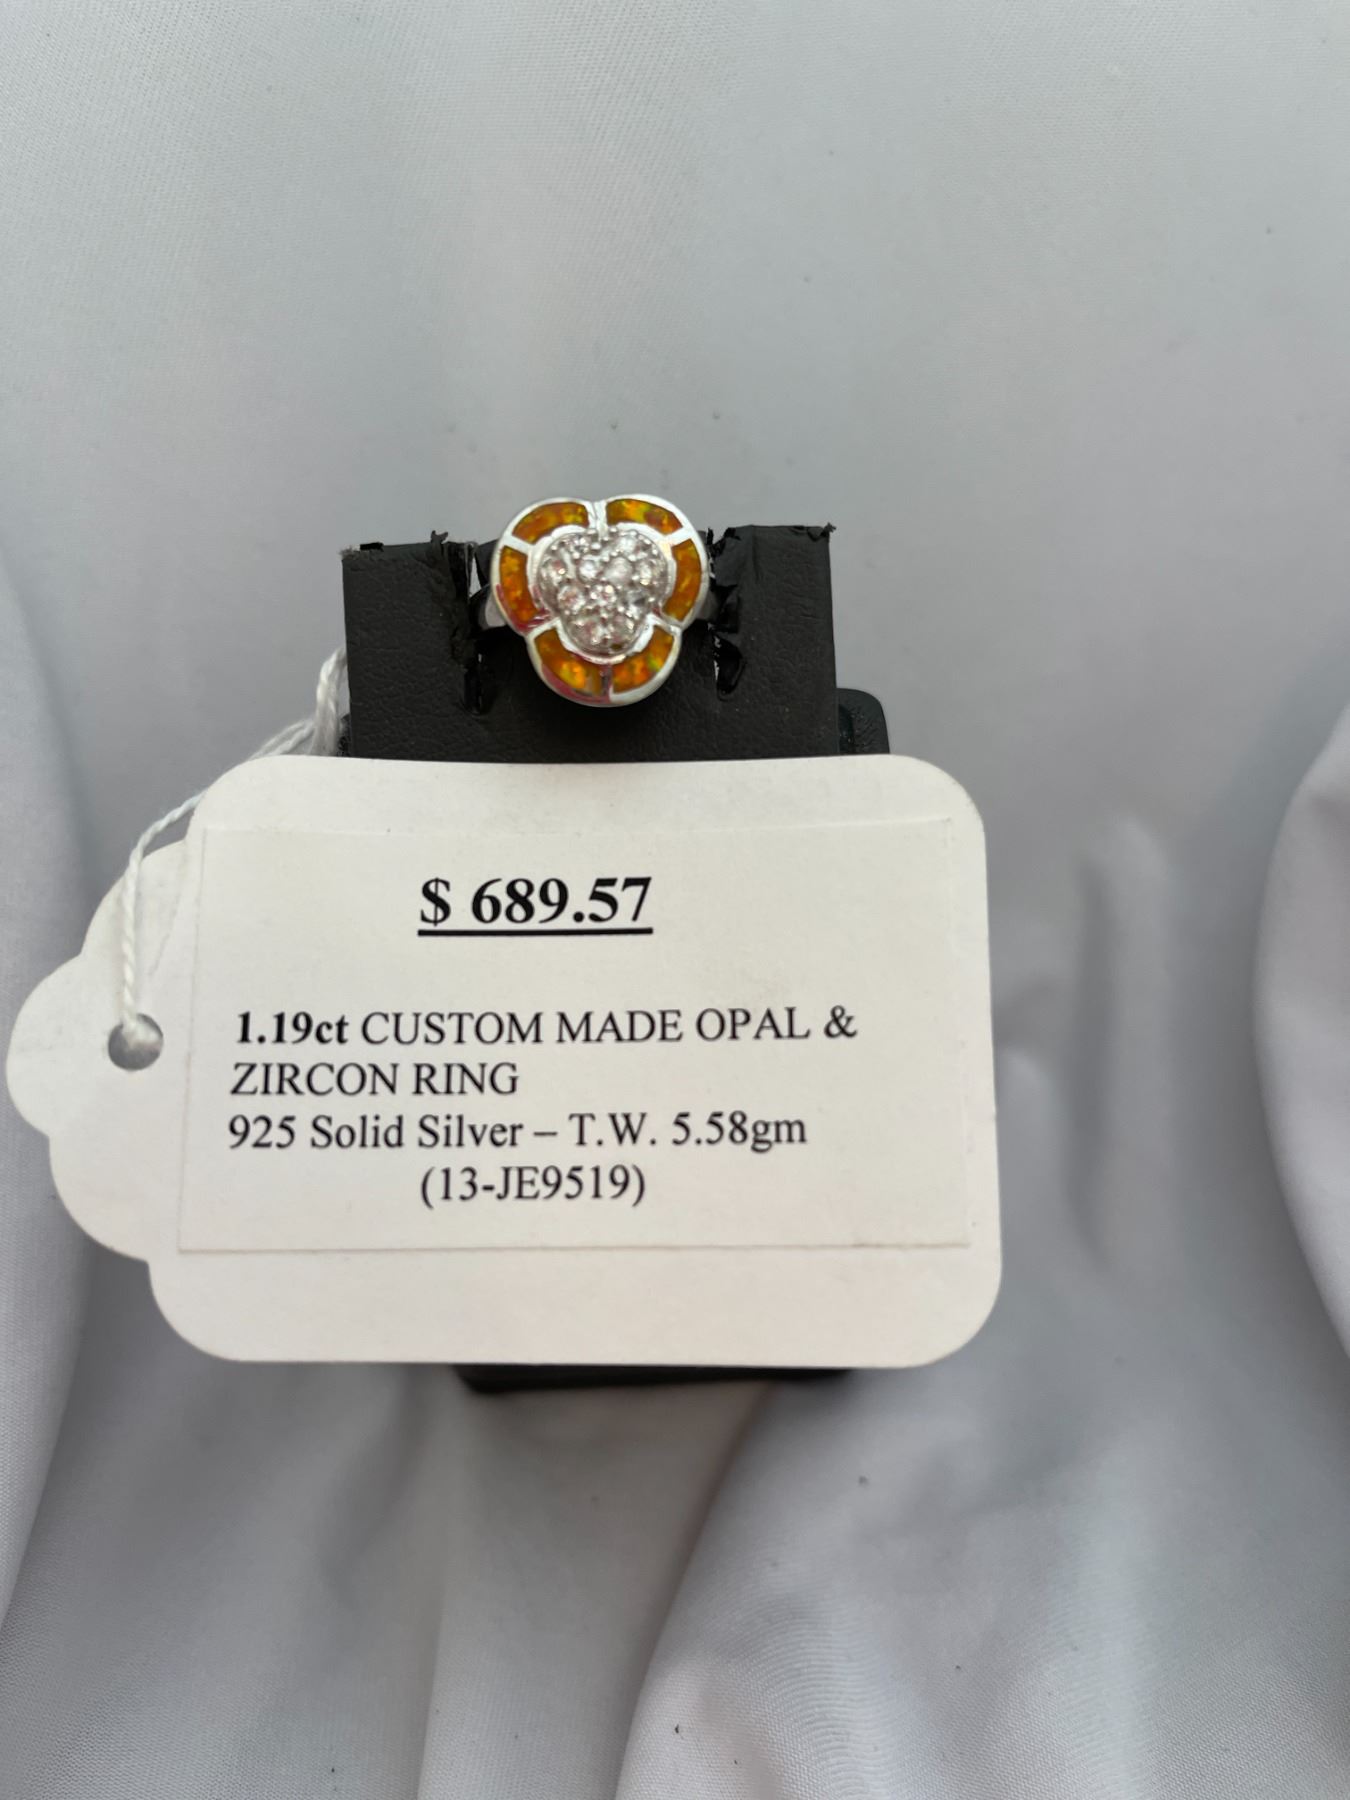 $ 689.57
1.19ct CUSTOM MADE OPAL &
ZIRCON RING
925 Solid Silver – T.W. 5.58gm
(13-JE9519)